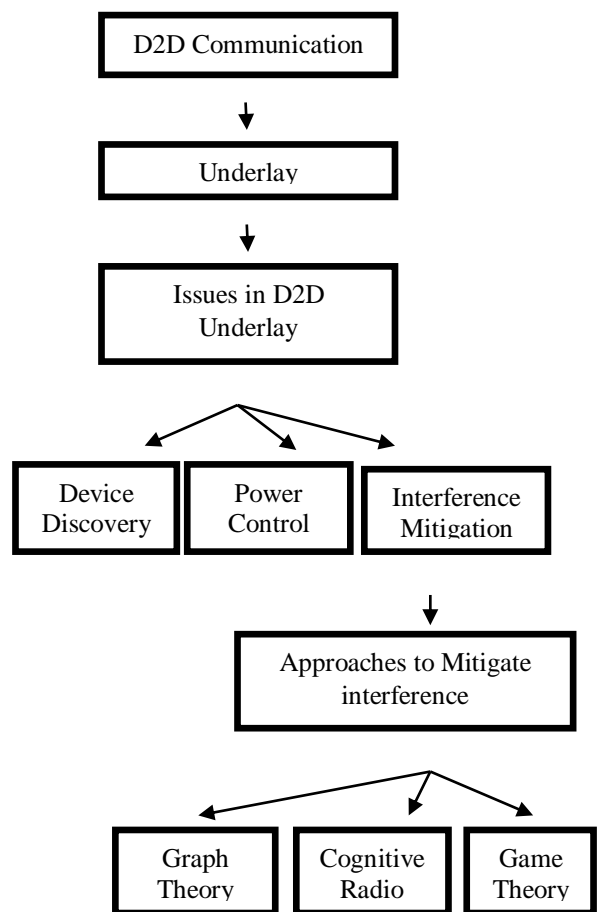 D2D Communication
Underlay
Issues in D2D
Underlay
Device
Discovery
Power
Control
Interference
Mitigation
Approaches to Mitigate
interference
Graph
Theory
Cognitive
Radio
Game
Theory